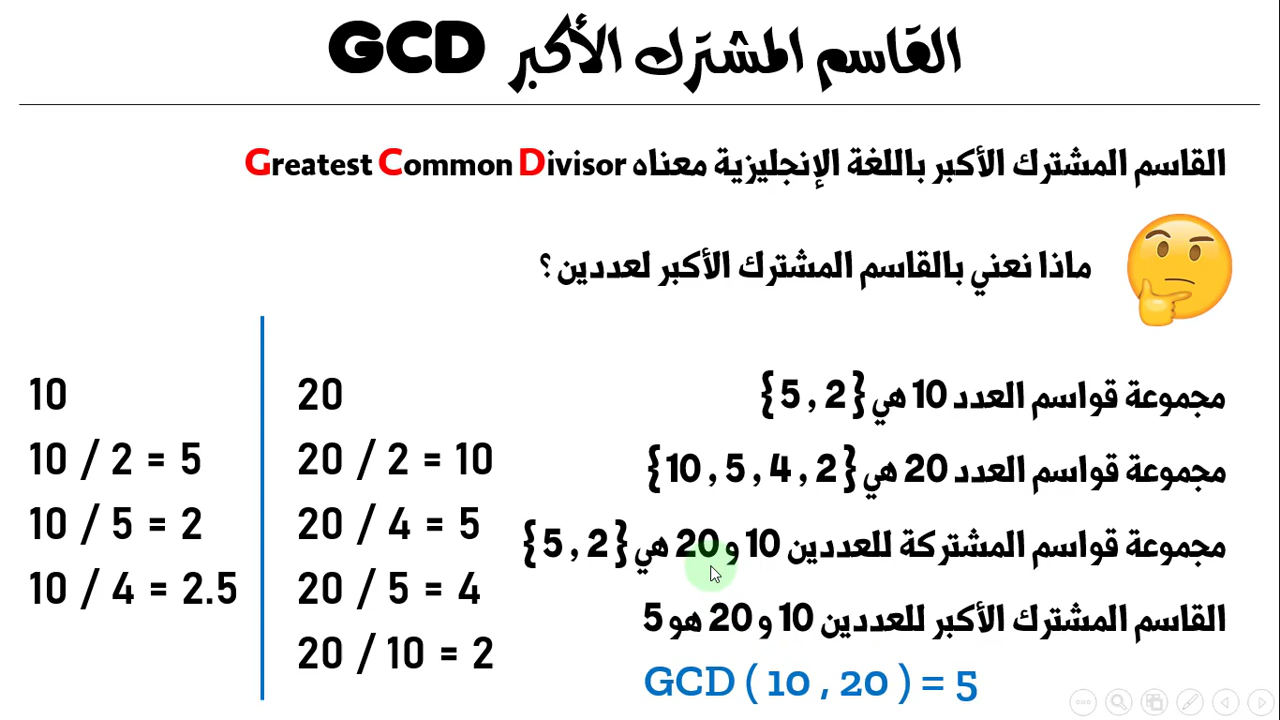 القاسم المشترك الأكبر GCD
القاسم المشترك الأكبر باللغة الإنجليزية معناه Greatest Common Divisor
ماذا نعني بالقاسم المشترك الأكبر لعددين ؟
مجموعة قواسم العدد 10 هي { 2 , 5 }
مجموعة قواسم العدد 20 هي { 2 , 4 , 5 , 10 }
مجموعة قواسم المشتركة للعددين 10 و 20 هي { 2 , 5 }
القاسم المشترك الأكبر للعددين 10 و 20 هو 5
GCD ( 10 , 20 ) = 5
20
20 / 2 = 10
20 / 4 = 5
20 / 5 = 4
20 / 10 = 2
10
10 / 2 = 5
10 / 5 = 2
10 / 4 = 2.5